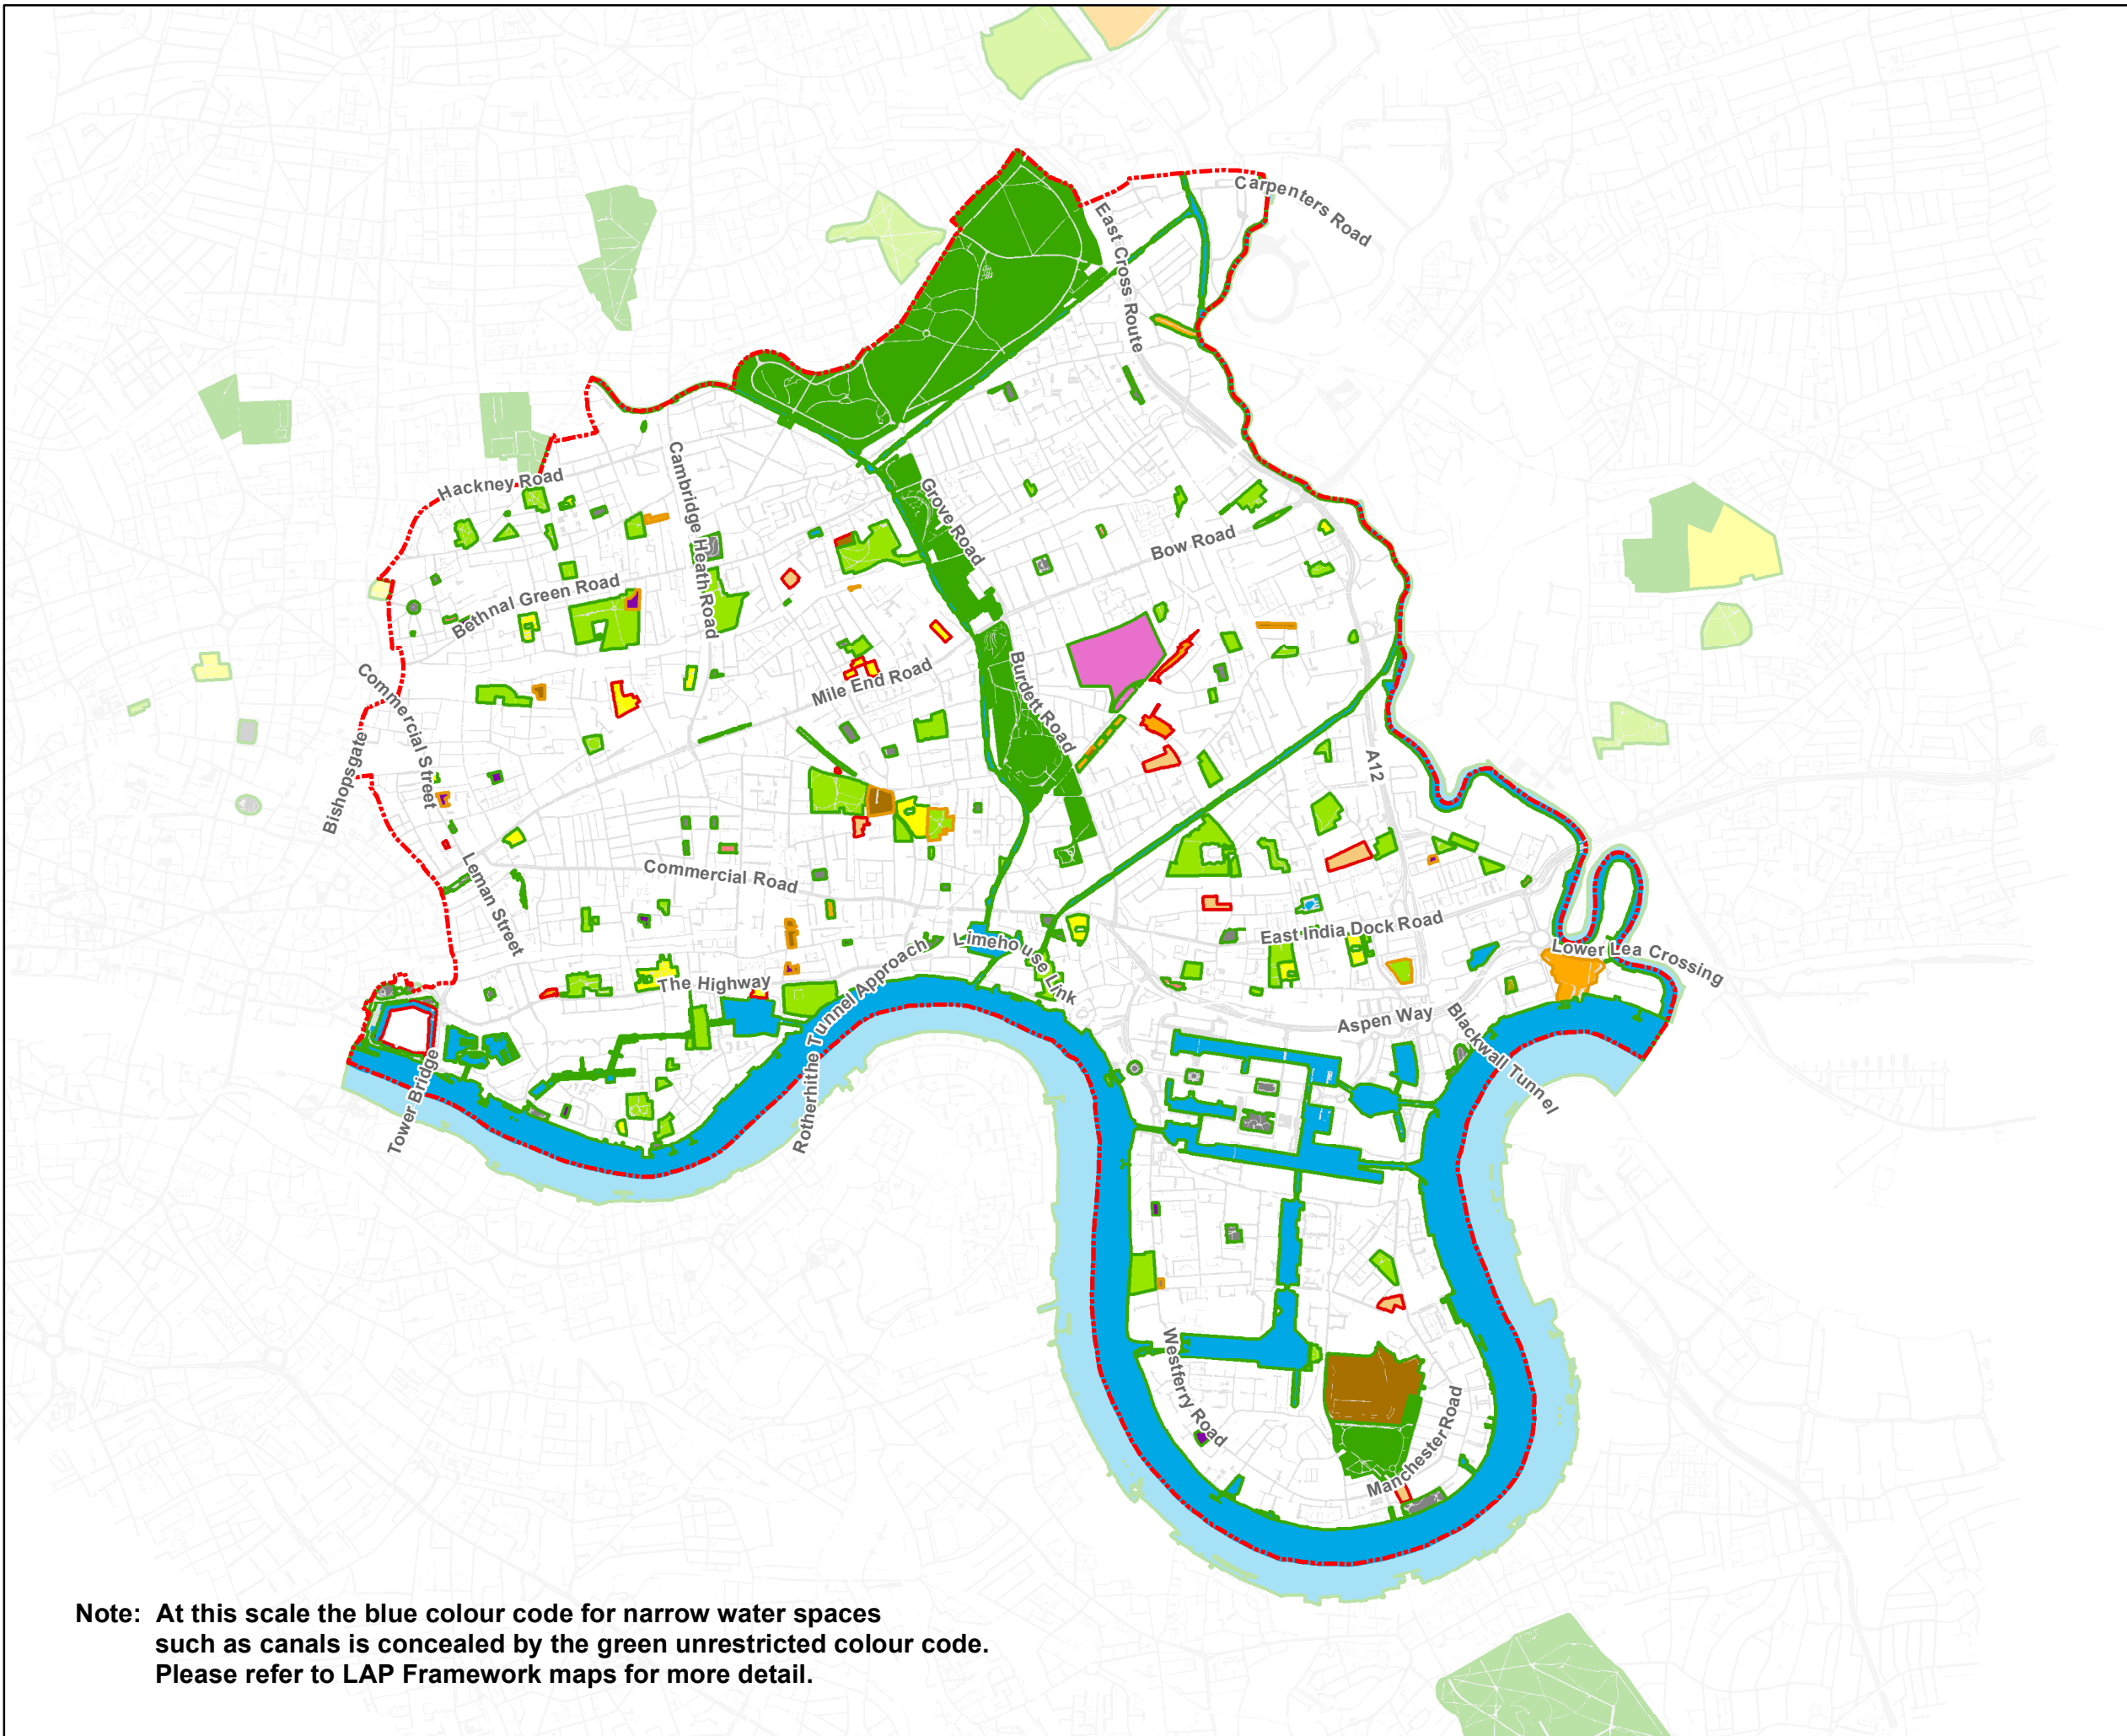 Carpenters Road
East Cross Route
Hackney Road
Cambridge Heath Road
Grove Road
Bow Road
Bethnal Green Road
Mile End Road
Burdett Road
Commercial Street
Bishopsgate
A12
Leman Street
Commercial Road
East India Dock Road
Limehouse Link
Lower Lea Crossing
The Highway
Rotherhithe Tunnel Approach
Aspen Way
Blackwall Tunnel
Tower Bridge
Westferry Road
Manchester Road
Note: At this scale the blue colour code for narrow water spaces
such as canals is concealed by the green unrestricted colour code.
Please refer to LAP Framework maps for more detail.